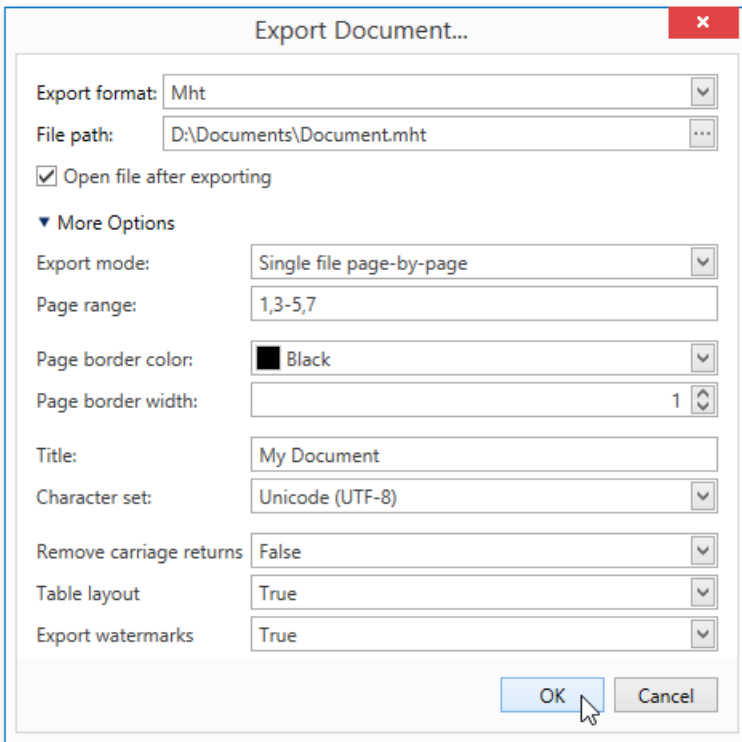 Export Document...
Export format: Mht
File path: D:\Documents\Document.mht
Open file after exporting
More Options
Export mode: Single file page-by-page
Page range: 1,3-5,7
Page border color: Black
Page border width: 1
Title: My Document
Character set: Unicode (UTF-8)
Remove carriage returns False
Table layout True
Export watermarks True
OK Cancel